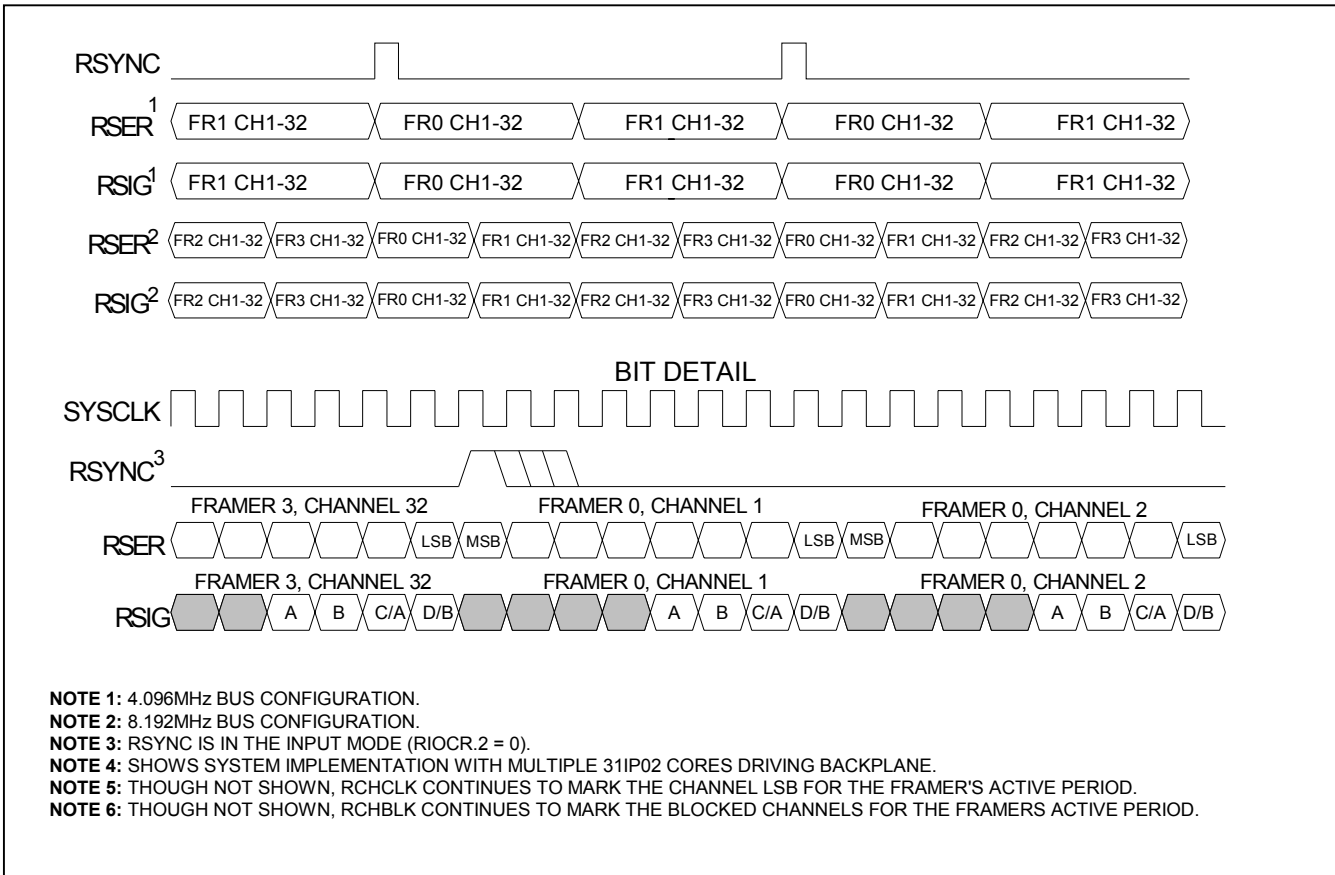 RSYNC
RSER1 FR1 CH1-32 FR0 CH1-32 FR1 CH1-32 FR0 CH1-32 FR1 CH1-32
RSIG1 FR1 CH1-32 FR0 CH1-32 FR1 CH1-32 FR0 CH1-32 FR1 CH1-32
RSER2 FR2 CH1-32 FR3 CH1-32 FR0 CH1-32 FR1 CH1-32 FR2 CH1-32 FR3 CH1-32 FR0 CH1-32 FR1 CH1-32 FR2 CH1-32 FR3 CH1-32
RSIG2 FR2 CH1-32 FR3 CH1-32 FR0 CH1-32 FR1 CH1-32 FR2 CH1-32 FR3 CH1-32 FR0 CH1-32 FR1 CH1-32 FR2 CH1-32 FR3 CH1-32
BIT DETAIL
SYSCLK
RSYNC3
FRAMER 3, CHANNEL 32 FRAMER 0, CHANNEL 1 FRAMER 0, CHANNEL 2
RSER LSB MSB LSB MSB LSB
FRAMER 3, CHANNEL 32 FRAMER 0, CHANNEL 1 FRAMER 0, CHANNEL 2
RSIG A B C/A D/B A B C/A D/B A B C/A D/B
NOTE 1: 4.096MHz BUS CONFIGURATION.
NOTE 2: 8.192MHz BUS CONFIGURATION.
NOTE 3: RSYNC IS IN THE INPUT MODE (RIOCR.2 = 0).
NOTE 4: SHOWS SYSTEM IMPLEMENTATION WITH MULTIPLE 31IP02 CORES DRIVING BACKPLANE.
NOTE 5: THOUGH NOT SHOWN, RCHCLK CONTINUES TO MARK THE CHANNEL LSB FOR THE FRAMER'S ACTIVE PERIOD.
NOTE 6: THOUGH NOT SHOWN, RCHBLK CONTINUES TO MARK THE BLOCKED CHANNELS FOR THE FRAMERS ACTIVE PERIOD.